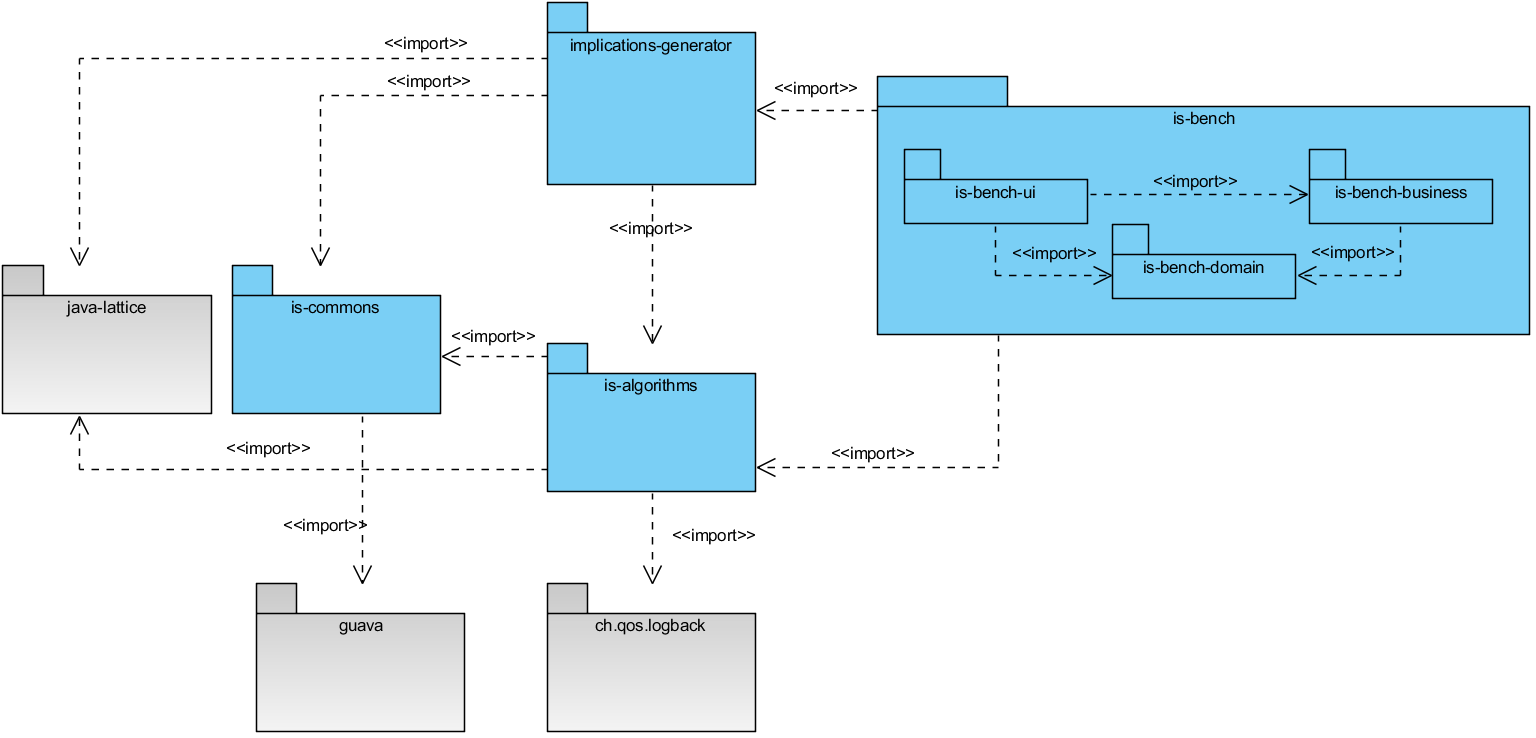 implications-generator
<<import>>
<<import>>
<<import>>
is-bench
is-bench-ui
<<import>>
is-bench-business
<<import>>
<<import>>
<<import>>
is-bench-domain
java-lattice
is-commons
<<import>>
is-algorithms
<<import>>
<<import>>
<<import>>
<<import>>
guava
ch.qos.logback